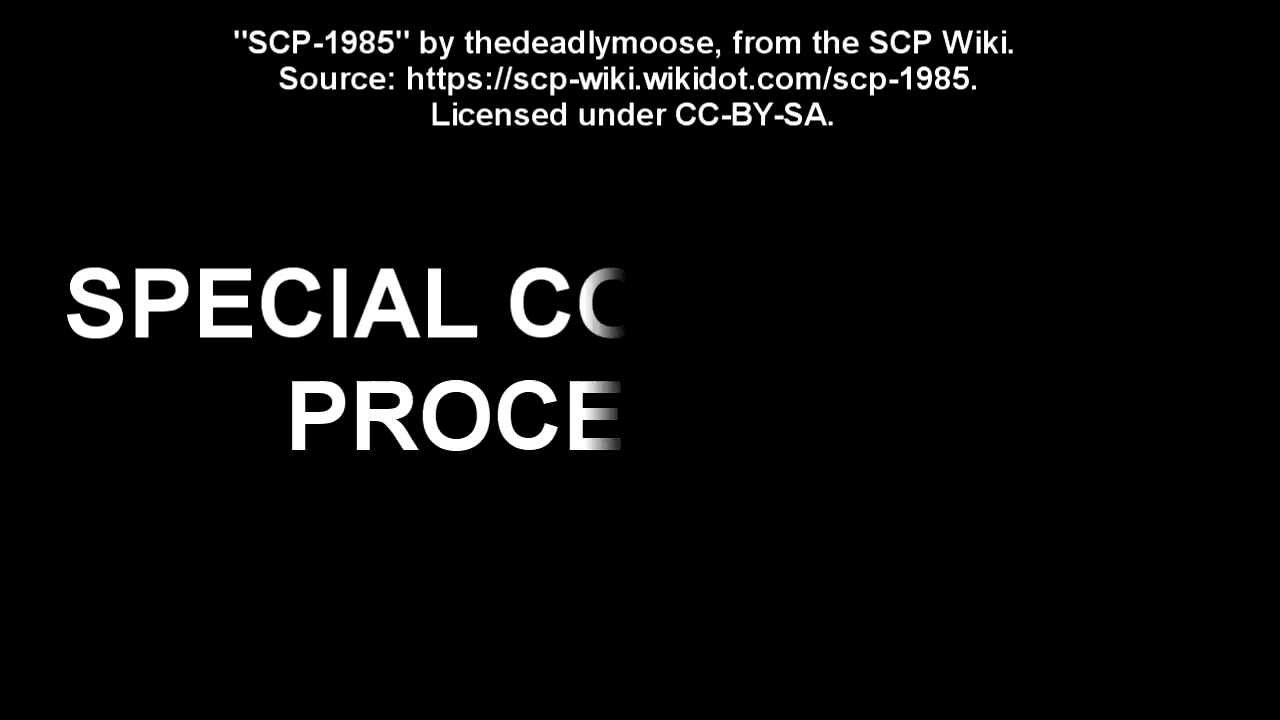 "SCP-1985" by thedeadlymoose, from the SCP Wiki.
Source: https://scp-wiki.wikidot.com/scp-1985.
Licensed under CC-BY-SA.
SPECIAL CO
PROCE